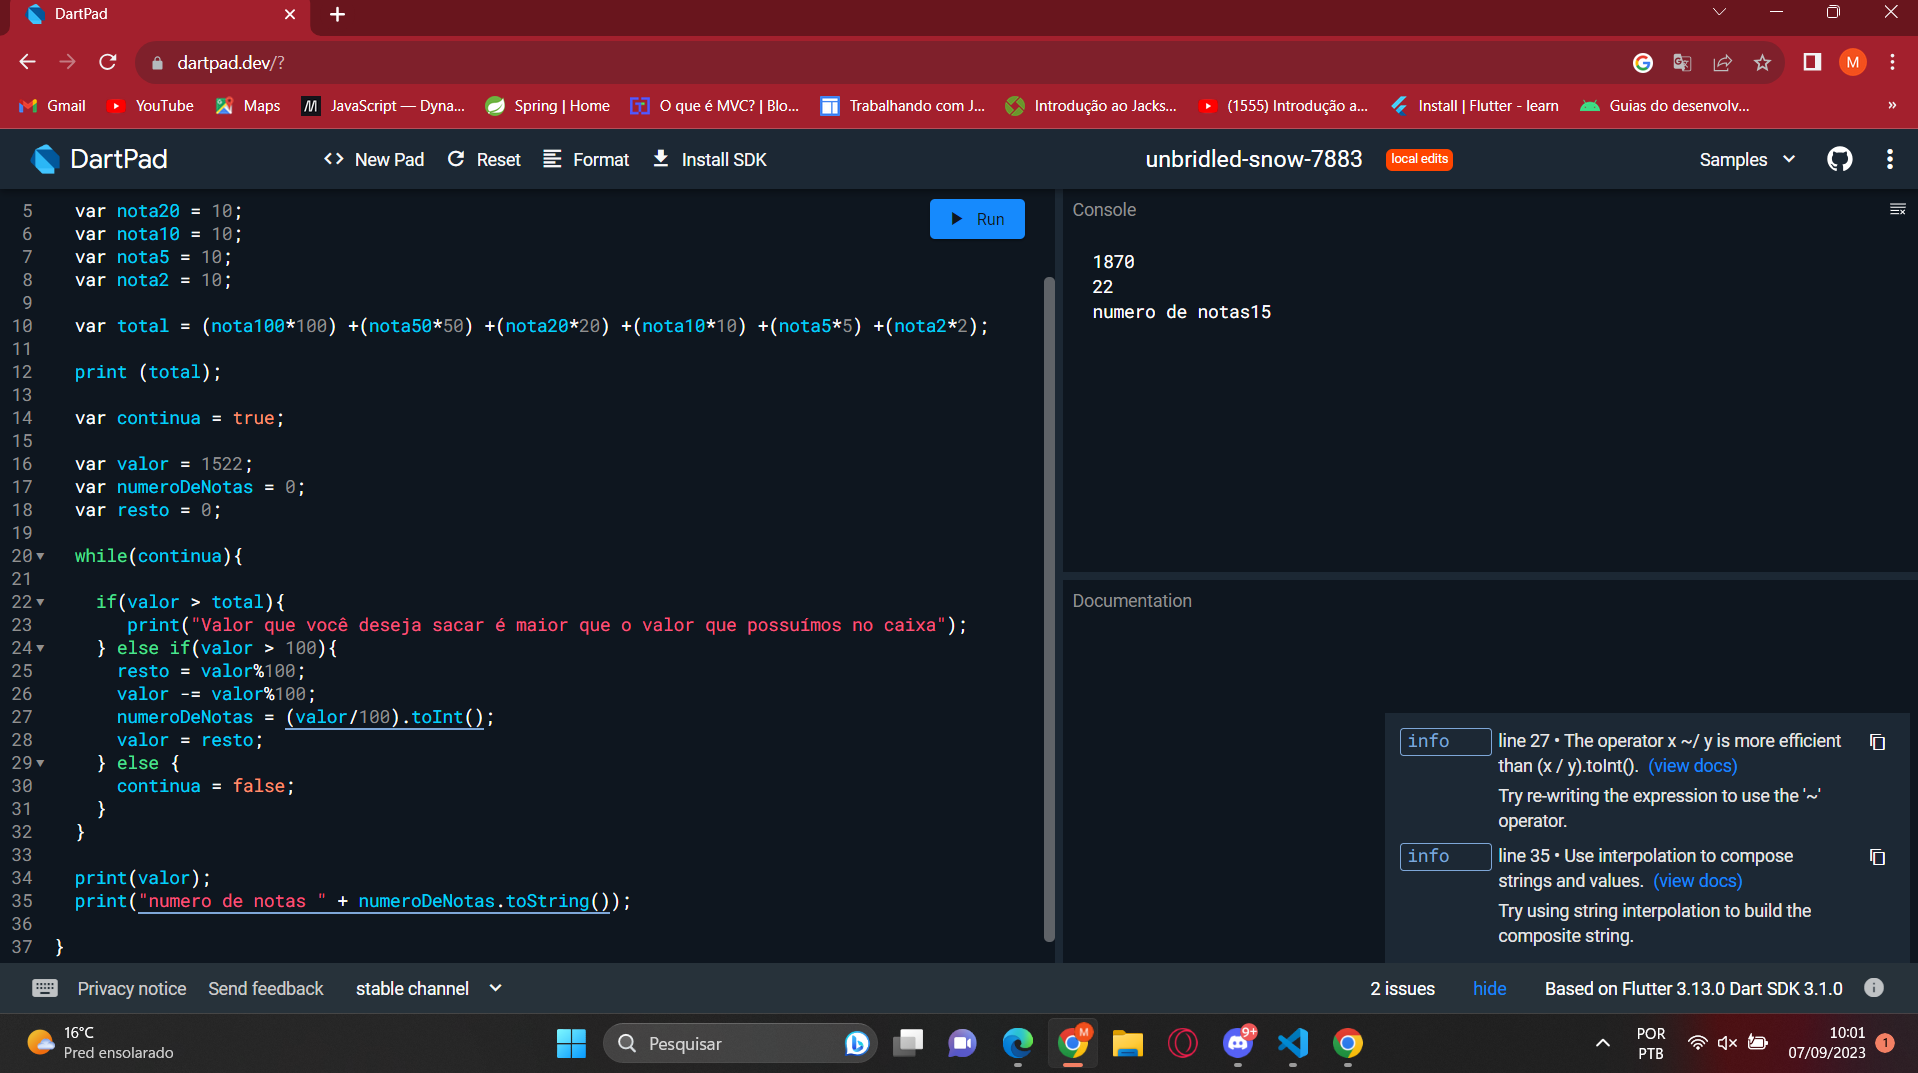 DartPad
dartpad.dev/?
M
Gmail
YouTube
Maps
JavaScript — Dyna...
Spring | Home
O que é MVC? | Blo...
Trabalhando com J...
Introdução ao Jacks...
(1555) Introdução a...
Install | Flutter - learn
Guias do desenvolv...
»
DartPad
<> New Pad
Reset
Format
Install SDK
unbridled-snow-7883
local edits
Samples
5 var nota20 = 10;
6 var nota10 = 10;
7 var nota5 = 10;
8 var nota2 = 10;
9
10 var total = (nota100*100) +(nota50*50) +(nota20*20) +(nota10*10) +(nota5*5) +(nota2*2);
11
12 print (total);
13
14 var continua = true;
15
16 var valor = 1522;
17 var numeroDeNotas = 0;
18 var resto = 0;
19
20 while(continua){
21
22 if(valor > total){
23 print("Valor que você deseja sacar é maior que o valor que possuímos no caixa");
24 } else if(valor > 100){
25 resto = valor%100;
26 valor -= valor%100;
27 numeroDeNotas = (valor/100).toInt();
28 valor = resto;
29 } else {
30 continua = false;
31 }
32 }
33
34 print(valor);
35 print("numero de notas " + numeroDeNotas.toString());
36
37 }
Run
Console
1870
22
numero de notas15
Documentation
info
line 27 • The operator x ~/ y is more efficient
than (x / y).toInt(). (view docs)
Try re-writing the expression to use the '~'
operator.
info
line 35 • Use interpolation to compose
strings and values. (view docs)
Try using string interpolation to build the
composite string.
Privacy notice
Send feedback
stable channel
2 issues
hide
Based on Flutter 3.13.0 Dart SDK 3.1.0
16°C
Pred ensolarado
Pesquisar
M
9+
POR
PTB
10:01
07/09/2023
1